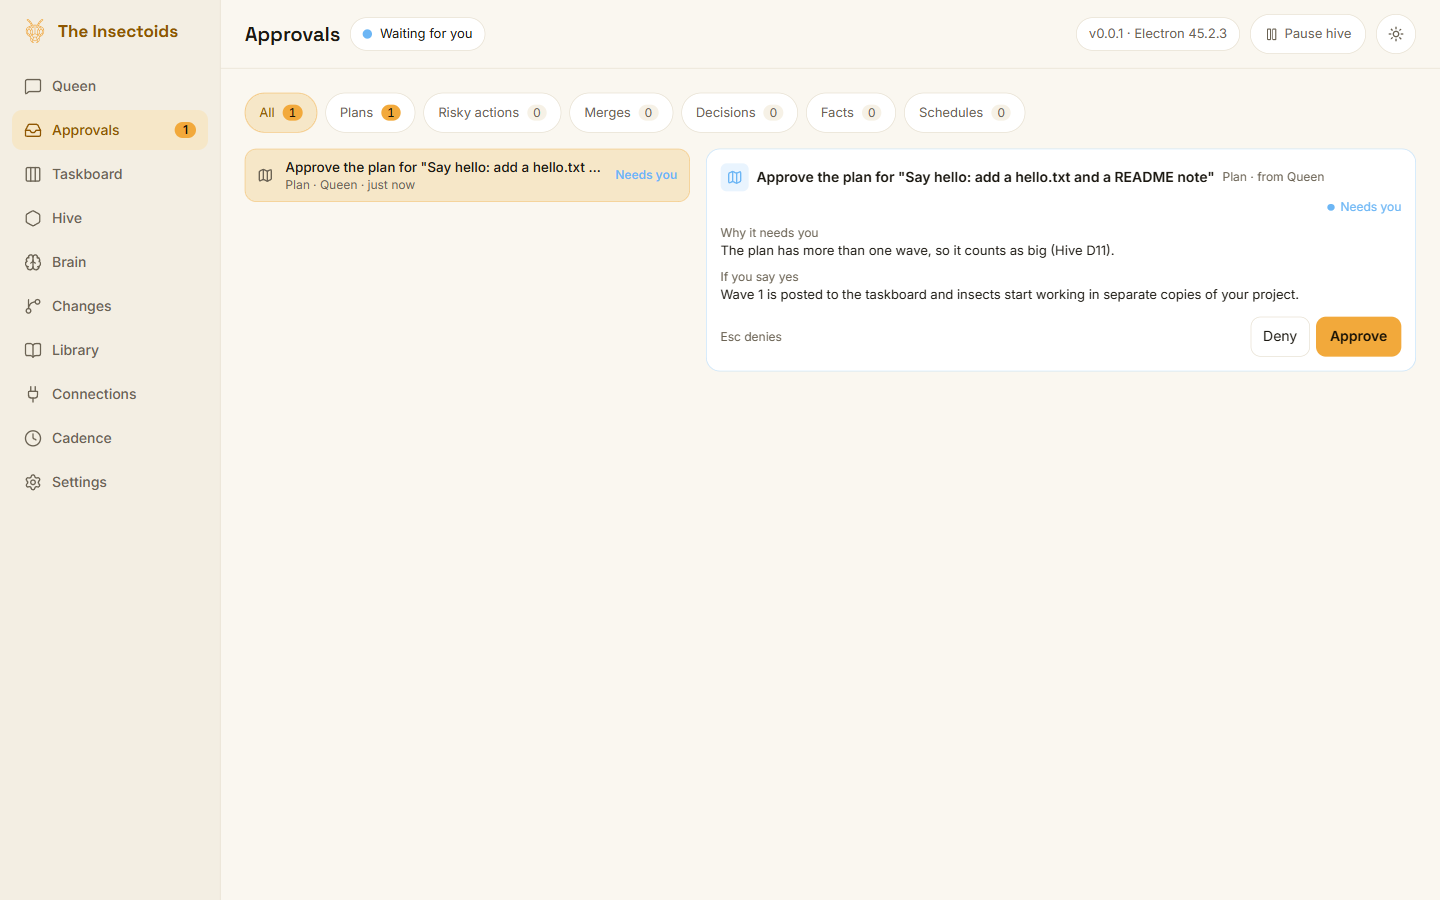 The Insectoids
Queen
Approvals 1
Taskboard
Hive
Brain
Changes
Library
Connections
Cadence
Settings
Approvals
Waiting for you
v0.0.1 · Electron 45.2.3
Pause hive
All 1
Plans 1
Risky actions 0
Merges 0
Decisions 0
Facts 0
Schedules 0
Approve the plan for "Say hello: add a hello.txt ...
Plan · Queen · just now
Needs you
Approve the plan for "Say hello: add a hello.txt and a README note" Plan · from Queen
Needs you
Why it needs you
The plan has more than one wave, so it counts as big (Hive D11).
If you say yes
Wave 1 is posted to the taskboard and insects start working in separate copies of your project.
Esc denies
Deny
Approve